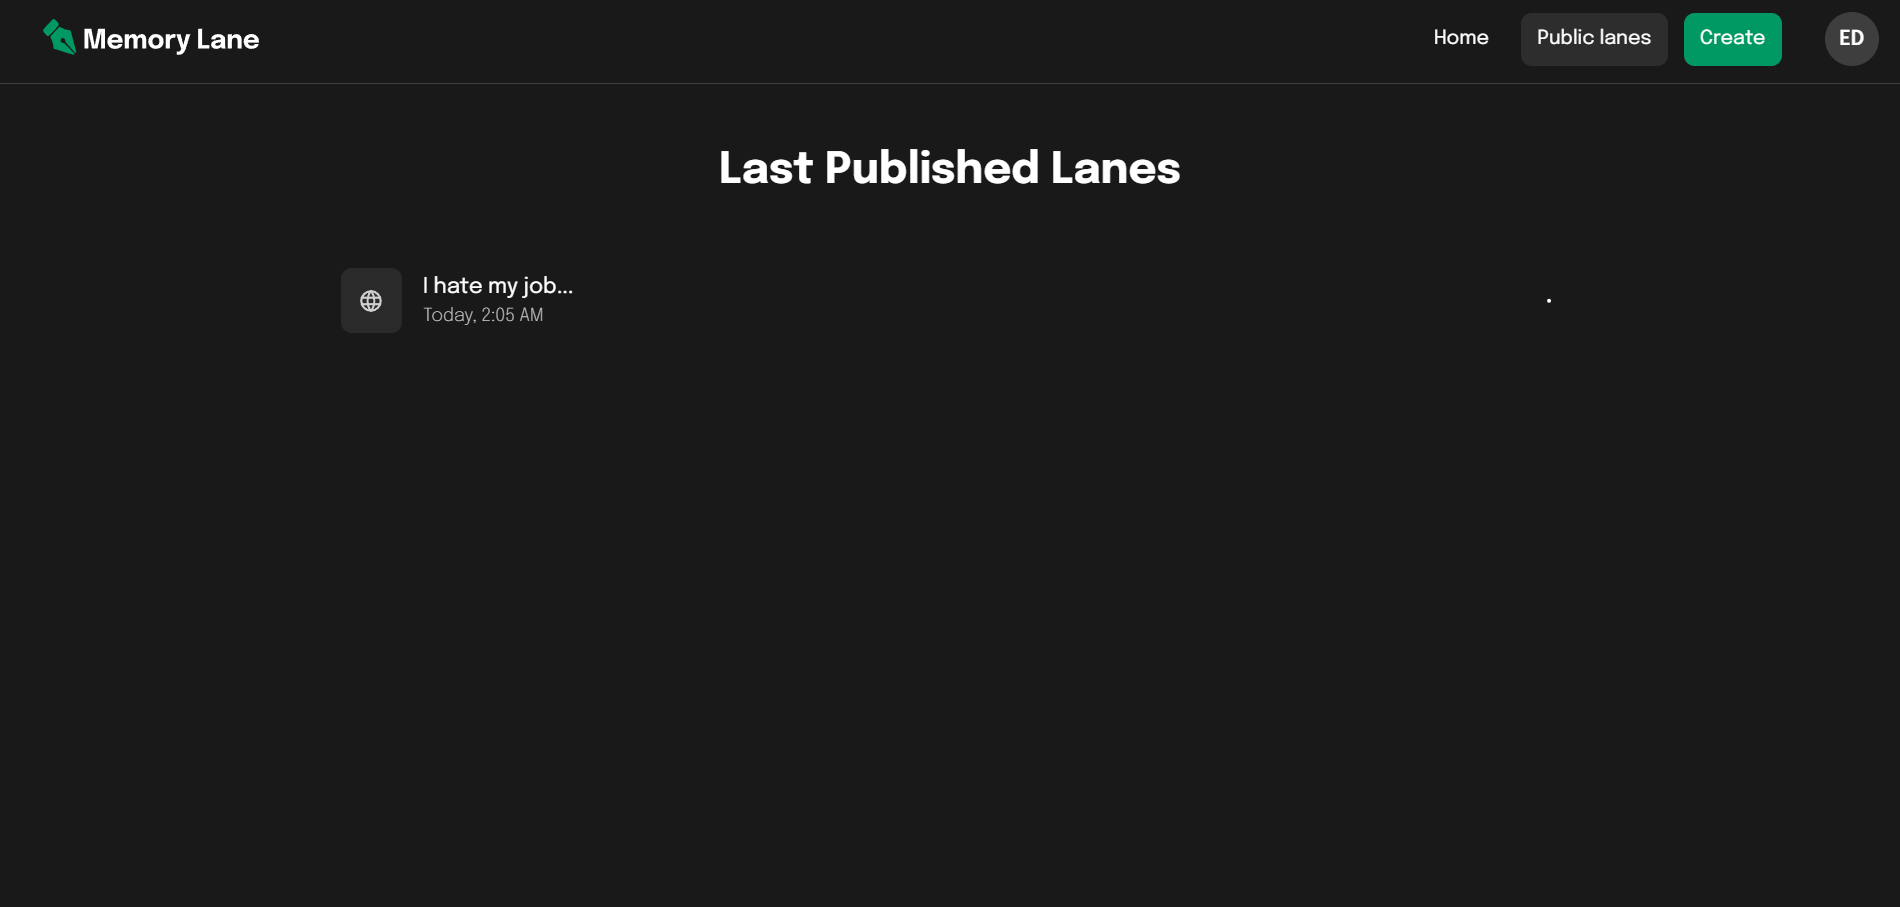 Memory Lane
Home
Public lanes
Create
ED
Last Published Lanes
I hate my job...
Today, 2:05 AM